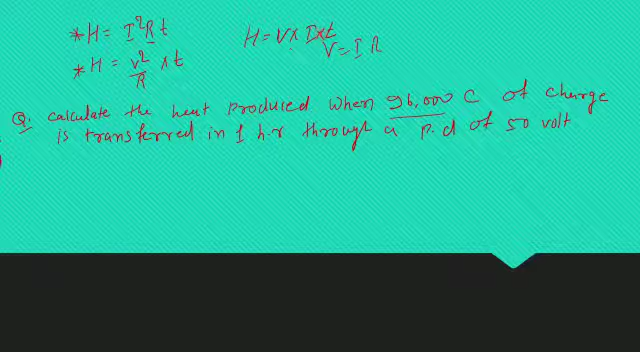 *H = I²Rt
H = V x Ixt
V = IR
*H = V²/R x t
Q. calculate the heat produced when 96,000 C of charge
is transferred in 1 h.r through a p.d of 50 volt